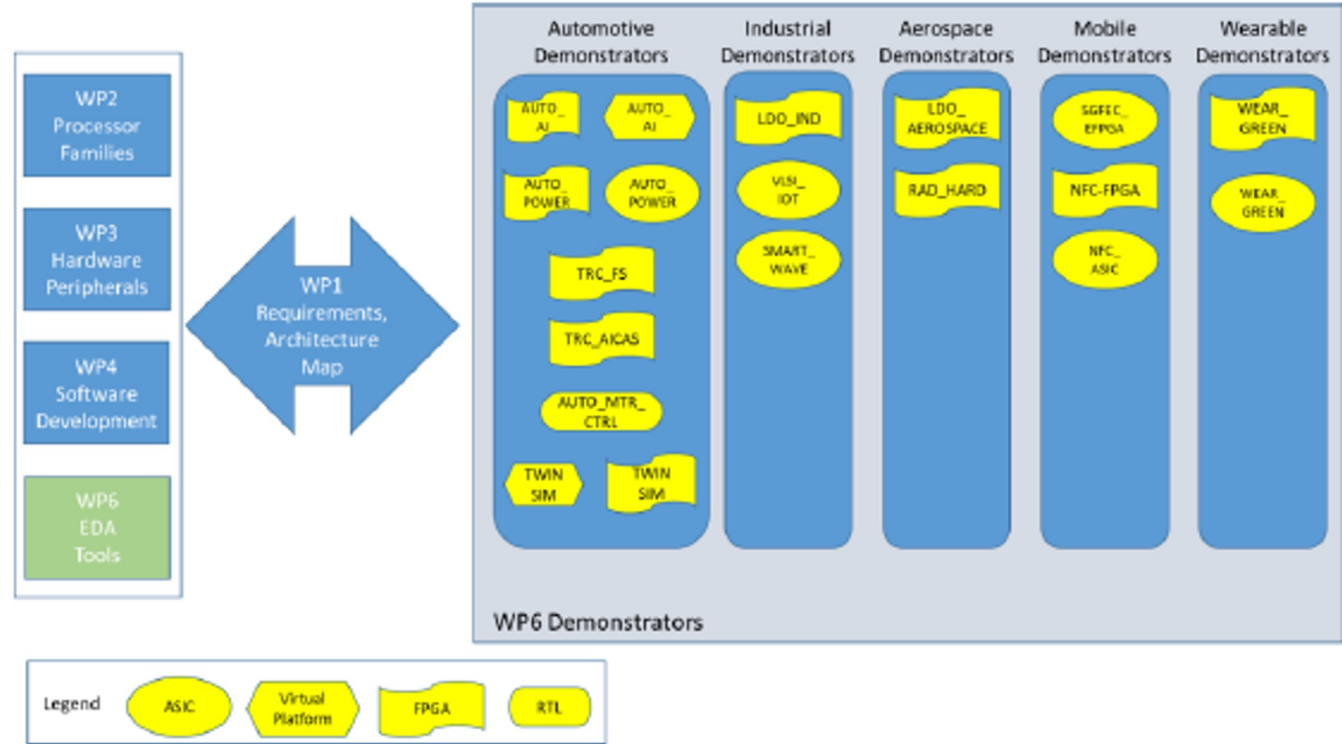 WP2
Processor
Families
WP3
Hardware
Peripherals
WP4
Software
Development
WP6
EDA
Tools
WP1
Requirements,
Architecture
Map
Automotive
Demonstrators
AUTO_
AI
AUTO_
AI
AUTO_
POWER
AUTO_
POWER
TRC_FS
TRC_AICAS
AUTO_MTR_
CTRL
TWIN
SIM
TWIN
SIM
Industrial
Demonstrators
LDO_IND
VLSI_
IOT
SMART_
WAVE
Aerospace
Demonstrators
LDO_
AEROSPACE
RAD_HARD
Mobile
Demonstrators
SGFEC_
EFPGA
NFC-FPGA
NFC_
ASIC
Wearable
Demonstrators
WEAR_
GREEN
WEAR_
GREEN
WP6 Demonstrators
Legend
ASIC
Virtual
Platform
FPGA
RTL